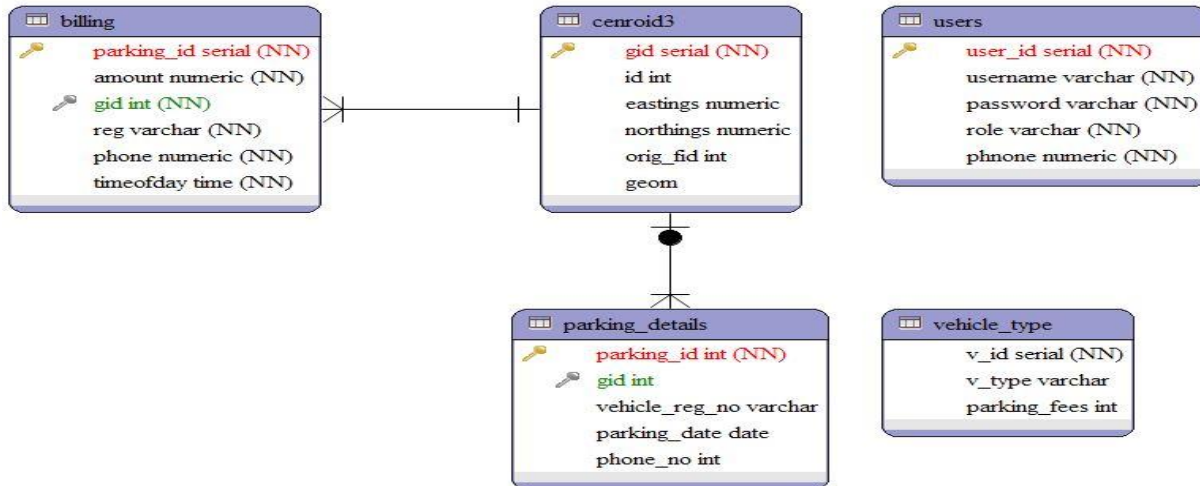 billing
parking_id serial (NN)
amount numeric (NN)
gid int (NN)
reg varchar (NN)
phone numeric (NN)
timeofday time (NN)
cenroid3
gid serial (NN)
id int
eastings numeric
northings numeric
orig_fid int
geom
users
user_id serial (NN)
username varchar (NN)
password varchar (NN)
role varchar (NN)
phnone numeric (NN)
parking_details
parking_id int (NN)
gid int
vehicle_reg_no varchar
parking_date date
phone_no int
vehicle_type
v_id serial (NN)
v_type varchar
parking_fees int